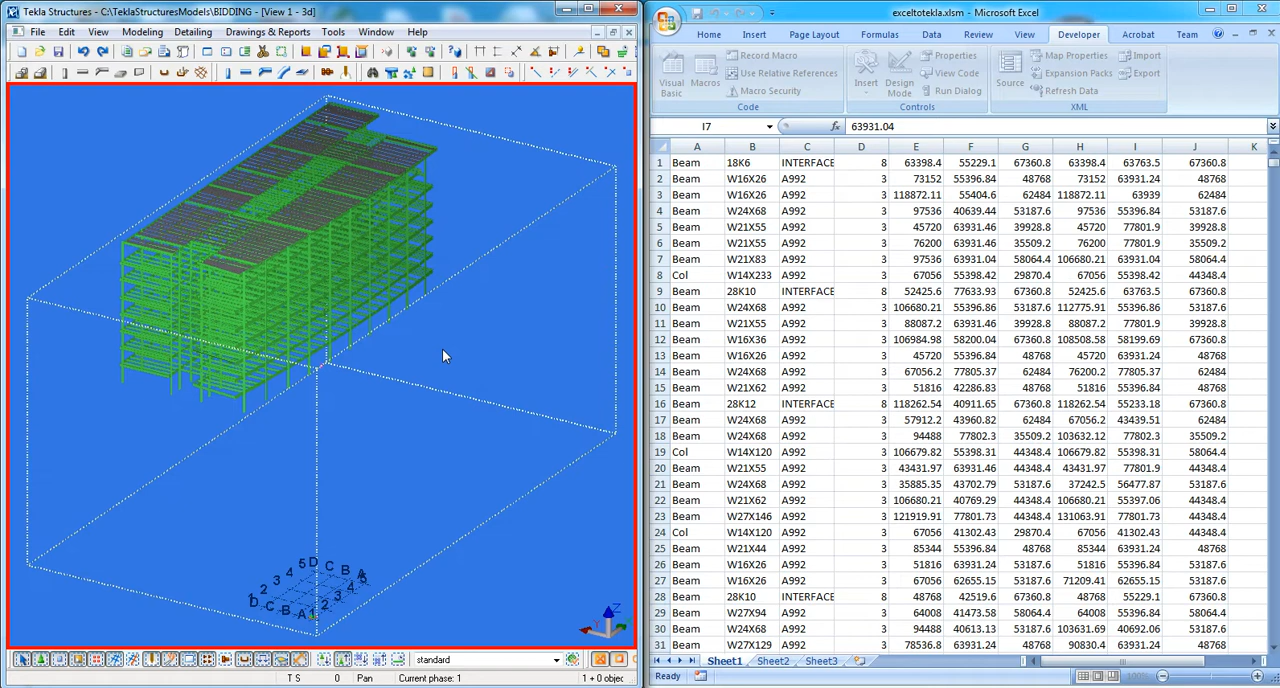 Tekla Structures - C:\TeklaStructuresModels\BIDDING - [View 1 - 3d]
File Edit View Modeling Detailing Drawings & Reports Tools Window Help
standard
T S 0 Pan Current phase: 1 1 + 0 objec
5 D C B A
4
3
2
1
D C B A 1 2 3 4 5
Z
exceltotekla.xlsm - Microsoft Excel
Home Insert Page Layout Formulas Data Review View Developer Acrobat Team
Visual Basic
Macros
Record Macro
Use Relative References
Macro Security
Code
Insert
Design Mode
Properties
View Code
Run Dialog
Controls
Source
Map Properties
Expansion Packs
Refresh Data
Import
Export
XML
I7 fx 63931.04
A B C D E F G H I J K
1 Beam 18K6 INTERFACE 8 63398.4 55229.1 67360.8 63398.4 63763.5 67360.8
2 Beam W16X26 A992 3 73152 55396.84 48768 73152 63931.24 48768
3 Beam W16X26 A992 3 118872.11 55404.6 62484 118872.11 63939 62484
4 Beam W24X68 A992 3 97536 40639.44 53187.6 97536 55396.84 53187.6
5 Beam W21X55 A992 3 45720 63931.46 39928.8 45720 77801.9 39928.8
6 Beam W21X55 A992 3 76200 63931.46 35509.2 76200 77801.9 35509.2
7 Beam W21X83 A992 3 97536 63931.04 58064.4 106680.21 63931.04 58064.4
8 Col W14X233 A992 3 67056 55398.42 29870.4 67056 55398.42 44348.4
9 Beam 28K10 INTERFACE 8 52425.6 77633.93 67360.8 52425.6 63763.5 67360.8
10 Beam W24X68 A992 3 106680.21 55396.86 53187.6 112775.91 55396.86 53187.6
11 Beam W21X55 A992 3 88087.2 63931.46 39928.8 88087.2 77801.9 39928.8
12 Beam W16X36 A992 3 106984.98 58200.04 67360.8 108508.58 58199.69 67360.8
13 Beam W16X26 A992 3 45720 55396.84 48768 45720 63931.24 48768
14 Beam W24X68 A992 3 67056.2 77805.37 62484 76200.2 77805.37 62484
15 Beam W21X62 A992 3 51816 42286.83 48768 51816 55396.84 48768
16 Beam 28K12 INTERFACE 8 118262.54 40911.65 67360.8 118262.54 55233.18 67360.8
17 Beam W24X68 A992 3 57912.2 43960.82 62484 67056.2 43439.51 62484
18 Beam W24X68 A992 3 94488 77802.3 35509.2 103632.12 77802.3 35509.2
19 Col W14X120 A992 3 106679.82 55398.31 44348.4 106679.82 55398.31 58064.4
20 Beam W21X55 A992 3 43431.97 63931.46 44348.4 43431.97 77801.9 44348.4
21 Beam W24X68 A992 3 35885.35 43702.79 53187.6 37242.5 56477.87 53187.6
22 Beam W21X62 A992 3 106680.21 40769.29 44348.4 106680.21 55397.06 44348.4
23 Beam W27X146 A992 3 121919.91 77801.73 44348.4 131063.91 77801.73 44348.4
24 Col W14X120 A992 3 67056 41302.43 29870.4 67056 41302.43 44348.4
25 Beam W21X44 A992 3 85344 55396.84 48768 85344 63931.24 48768
26 Beam W16X26 A992 3 51816 63931.24 48768 51816 55396.84 48768
27 Beam W16X26 A992 3 67056 62655.15 48768 71209.41 62655.15 48768
28 Beam 28K10 INTERFACE 8 48768 42519.6 67360.8 48768 55229.1 67360.8
29 Beam W27X94 A992 3 64008 41473.58 58064.4 64008 55396.84 58064.4
30 Beam W24X68 A992 3 94488 40613.13 53187.6 103631.69 40692.06 53187.6
31 Beam W27X129 A992 3 78536.8 63931.24 48768 90830.4 63931.24 48768
Sheet1 Sheet2 Sheet3
Ready 100%